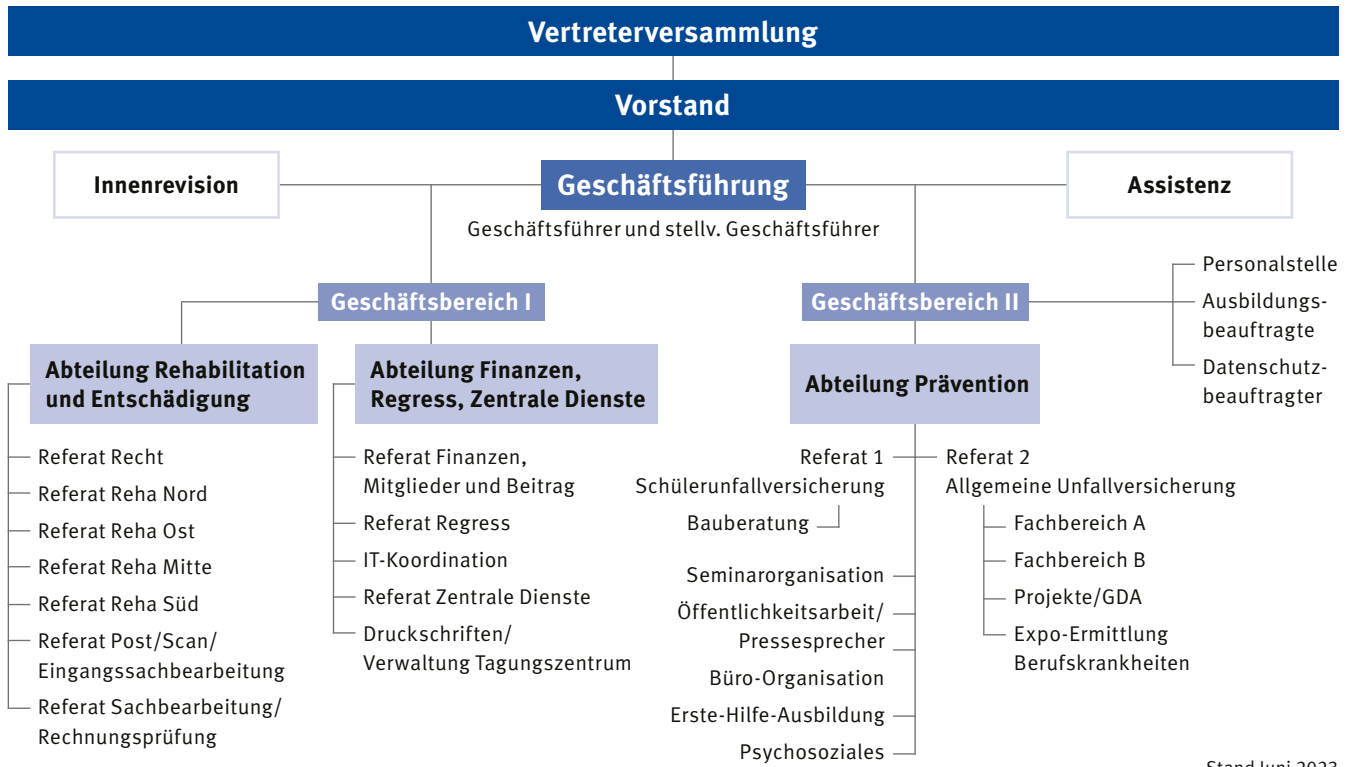 Vertreterversammlung
Vorstand
Innenrevision
Geschäftsführung
Assistenz
Geschäftsführer und stellv. Geschäftsführer
Geschäftsbereich I
Geschäftsbereich II
Personalstelle
Ausbildungs-
beauftragte
Datenschutz-
beauftragter
Abteilung Rehabilitation
und Entschädigung
Referat Recht
Referat Reha Nord
Referat Reha Ost
Referat Reha Mitte
Referat Reha Süd
Referat Post/Scan/
Eingangssachbearbeitung
Referat Sachbearbeitung/
Rechnungsprüfung
Abteilung Finanzen,
Regress, Zentrale Dienste
Referat Finanzen,
Mitglieder und Beitrag
Referat Regress
IT-Koordination
Referat Zentrale Dienste
Druckschriften/
Verwaltung Tagungszentrum
Abteilung Prävention
Referat 1
Schülerunfallversicherung
Bauberatung
Seminarorganisation
Öffentlichkeitsarbeit/
Pressesprecher
Büro-Organisation
Erste-Hilfe-Ausbildung
Psychosoziales
Referat 2
Allgemeine Unfallversicherung
Fachbereich A
Fachbereich B
Projekte/GDA
Expo-Ermittlung
Berufskrankheiten
Stand Juni 2023